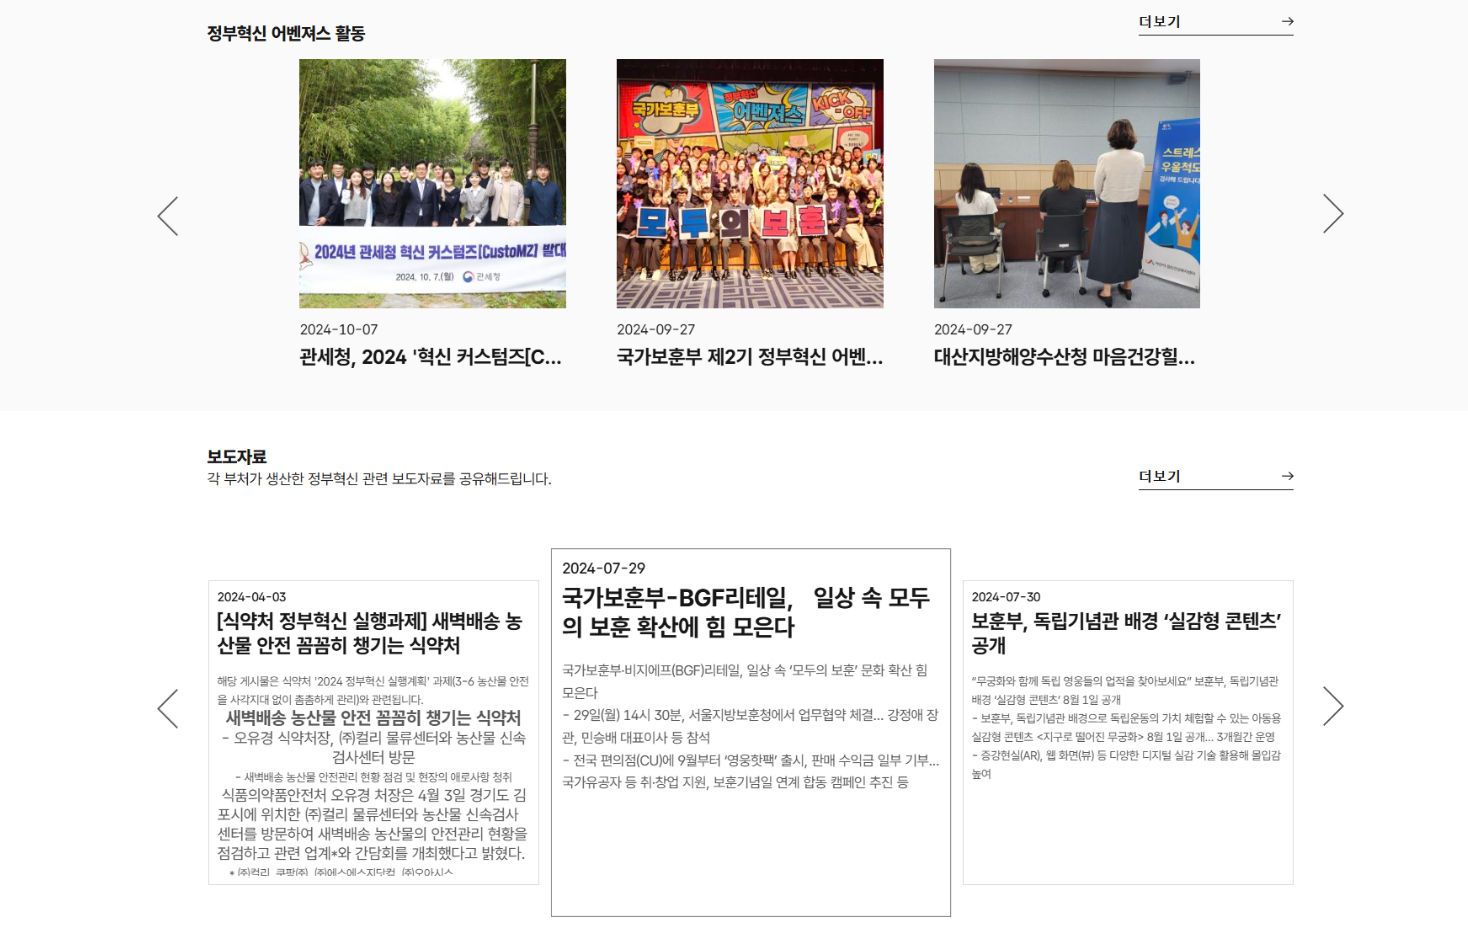 정부혁신 어벤져스 활동
더보기 →
2024년 관세청 혁신 커스텀즈[CustoMZ] 발대
2024. 10. 7.(월) 관세청
국가보훈부
정부혁신
어벤져스
KICK-OFF
모두의 보훈
스트레스
우울척도
검사해 드립니다
2024-10-07
관세청, 2024 '혁신 커스텀즈[C...
2024-09-27
국가보훈부 제2기 정부혁신 어벤...
2024-09-27
대산지방해양수산청 마음건강힐...
보도자료
각 부처가 생산한 정부혁신 관련 보도자료를 공유해드립니다.
더보기 →
2024-04-03
[식약처 정부혁신 실행과제] 새벽배송 농
산물 안전 꼼꼼히 챙기는 식약처
해당 게시물은 식약처 '2024 정부혁신 실행계획' 과제(3-6 농산물 안전
을 사각지대 없이 촘촘하게 관리)와 관련됩니다.
새벽배송 농산물 안전 꼼꼼히 챙기는 식약처
- 오유경 식약처장, ㈜컬리 물류센터와 농산물 신속
검사센터 방문
- 새벽배송 농산물 안전관리 현황 점검 및 현장의 애로사항 청취
식품의약품안전처 오유경 처장은 4월 3일 경기도 김
포시에 위치한 ㈜컬리 물류센터와 농산물 신속검사
센터를 방문하여 새벽배송 농산물의 안전관리 현황을
점검하고 관련 업계*와 간담회를 개최했다고 밝혔다.
* ㈜컬리, 쿠팡㈜, ㈜에스에스지닷컴, ㈜오아시스
2024-07-29
국가보훈부-BGF리테일, 일상 속 모두
의 보훈 확산에 힘 모은다
국가보훈부·비지에프(BGF)리테일, 일상 속 ‘모두의 보훈’ 문화 확산 힘
모은다
- 29일(월) 14시 30분, 서울지방보훈청에서 업무협약 체결… 강정애 장
관, 민승배 대표이사 등 참석
- 전국 편의점(CU)에 9월부터 ‘영웅핫팩’ 출시, 판매 수익금 일부 기부…
국가유공자 등 취·창업 지원, 보훈기념일 연계 합동 캠페인 추진 등
2024-07-30
보훈부, 독립기념관 배경 ‘실감형 콘텐츠’
공개
“무궁화와 함께 독립 영웅들의 업적을 찾아보세요” 보훈부, 독립기념관
배경 ‘실감형 콘텐츠’ 8월 1일 공개
- 보훈부, 독립기념관 배경으로 독립운동의 가치 체험할 수 있는 아동용
실감형 콘텐츠 <지구로 떨어진 무궁화> 8월 1일 공개… 3개월간 운영
- 증강현실(AR), 웹 화면(뷰) 등 다양한 디지털 실감 기술 활용해 몰입감
높여